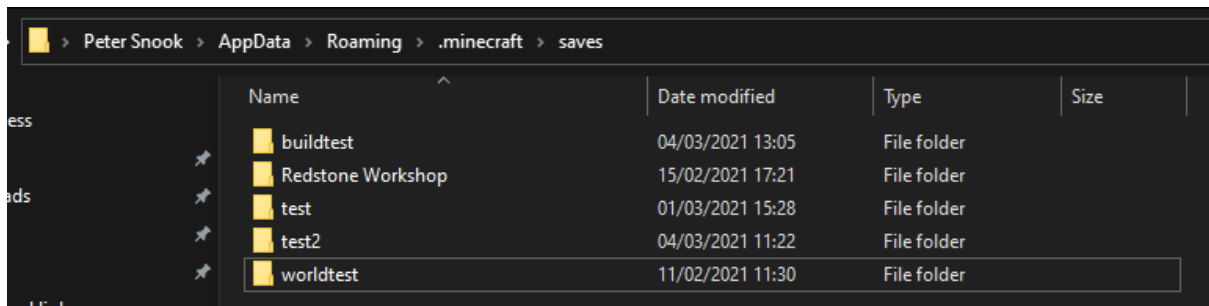 Peter Snook > AppData > Roaming > .minecraft > saves
Name Date modified Type Size
ess
buildtest 04/03/2021 13:05 File folder
Redstone Workshop 15/02/2021 17:21 File folder
ads
test 01/03/2021 15:28 File folder
test2 04/03/2021 11:22 File folder
worldtest 11/02/2021 11:30 File folder